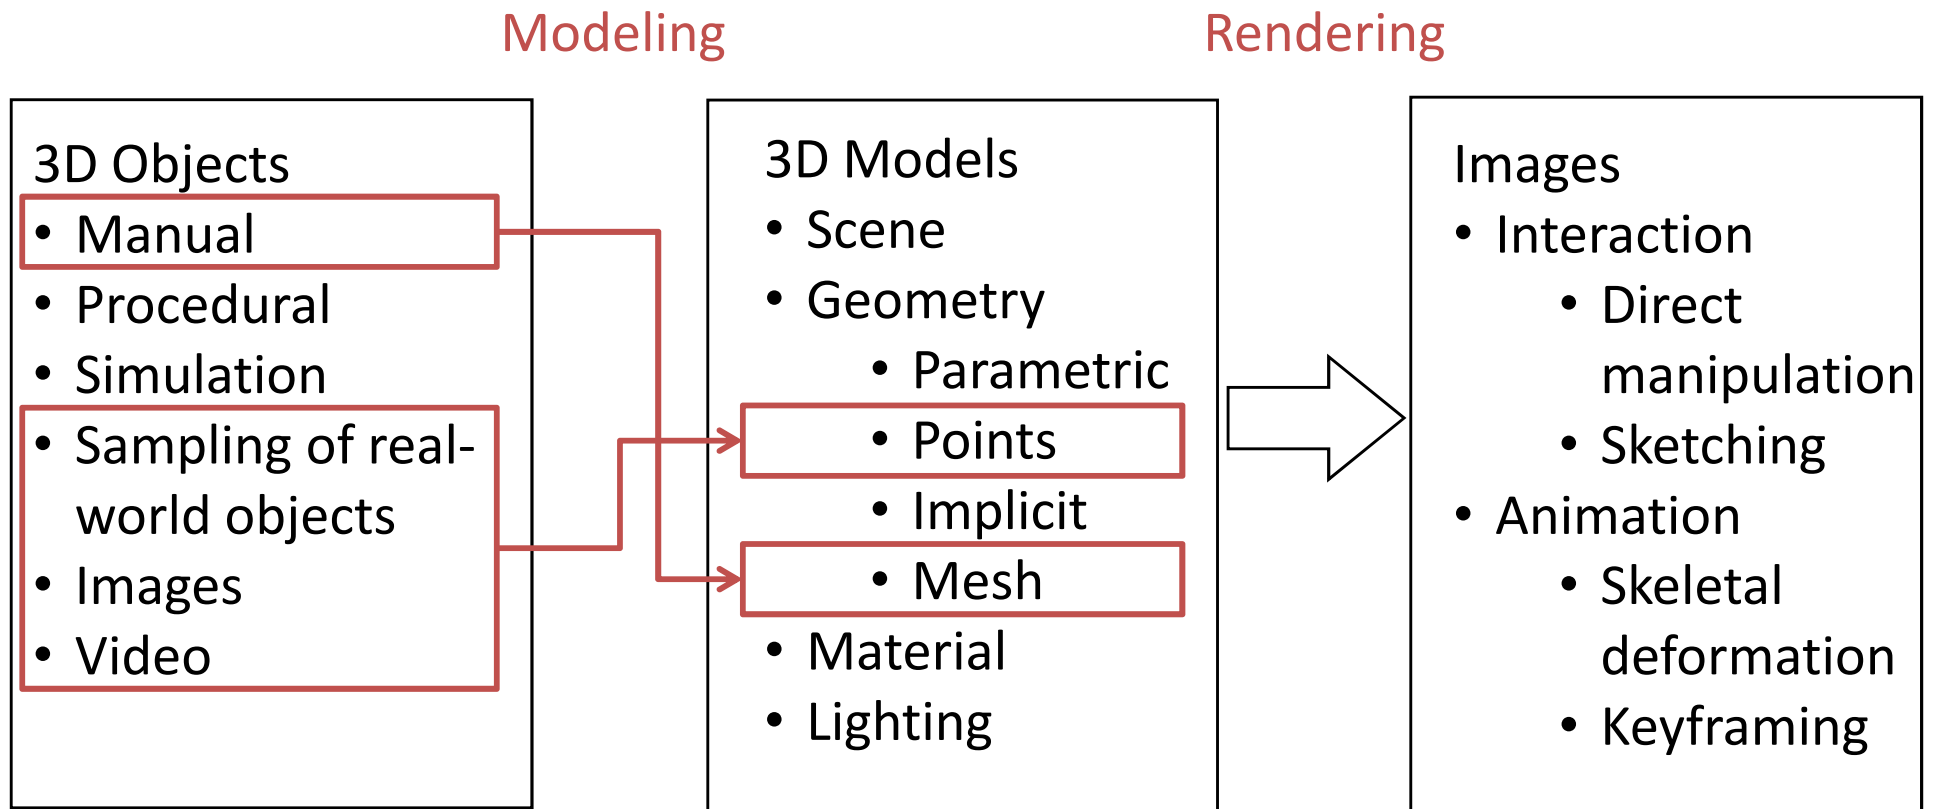 Modeling
Rendering
3D Objects
• Manual
• Procedural
• Simulation
• Sampling of real-
world objects
• Images
• Video
3D Models
• Scene
• Geometry
• Parametric
• Points
• Implicit
• Mesh
• Material
• Lighting
Images
• Interaction
• Direct
manipulation
• Sketching
• Animation
• Skeletal
deformation
• Keyframing